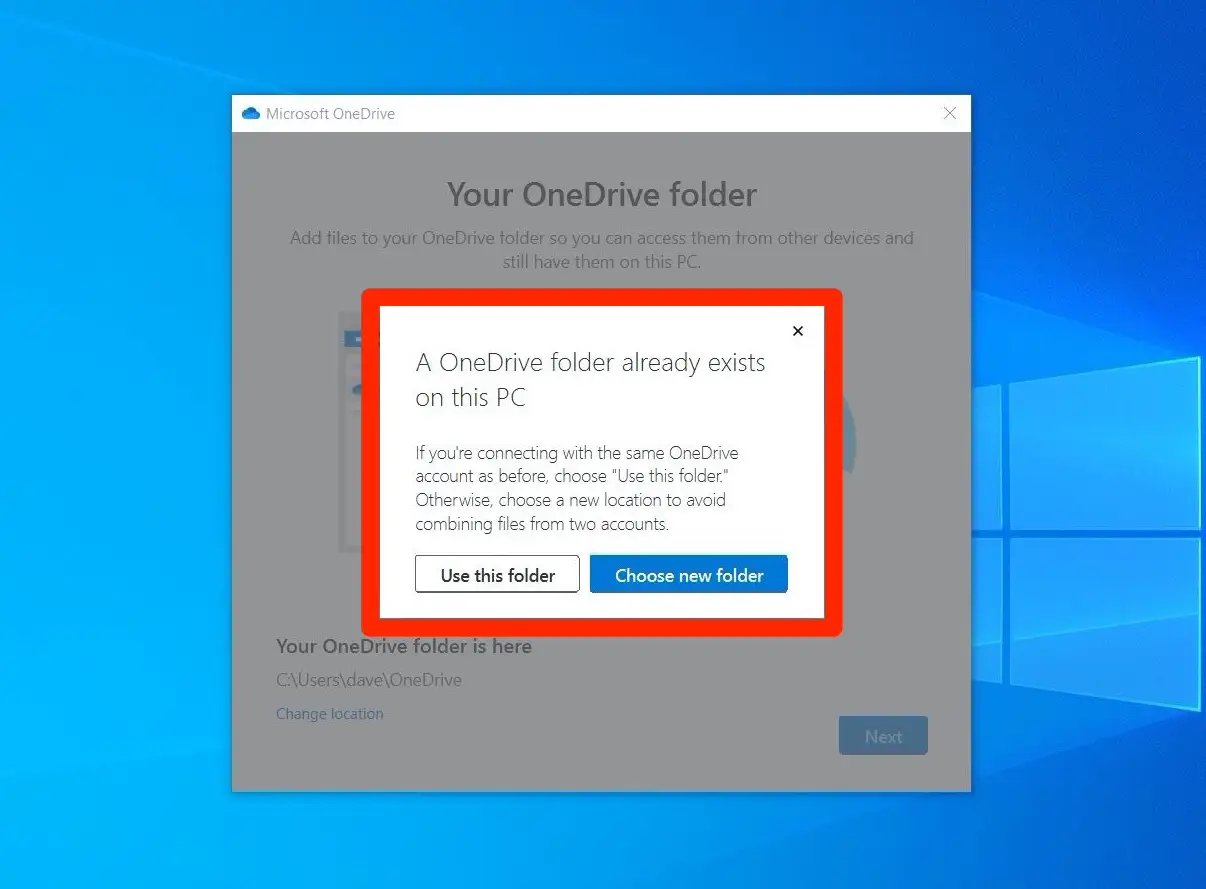 Microsoft OneDrive
Your OneDrive folder
Add files to your OneDrive folder so you can access them from other devices and
still have them on this PC.
A OneDrive folder already exists
on this PC
If you're connecting with the same OneDrive
account as before, choose "Use this folder."
Otherwise, choose a new location to avoid
combining files from two accounts.
Use this folder
Choose new folder
Your OneDrive folder is here
C:\Users\dave\OneDrive
Change location
Next